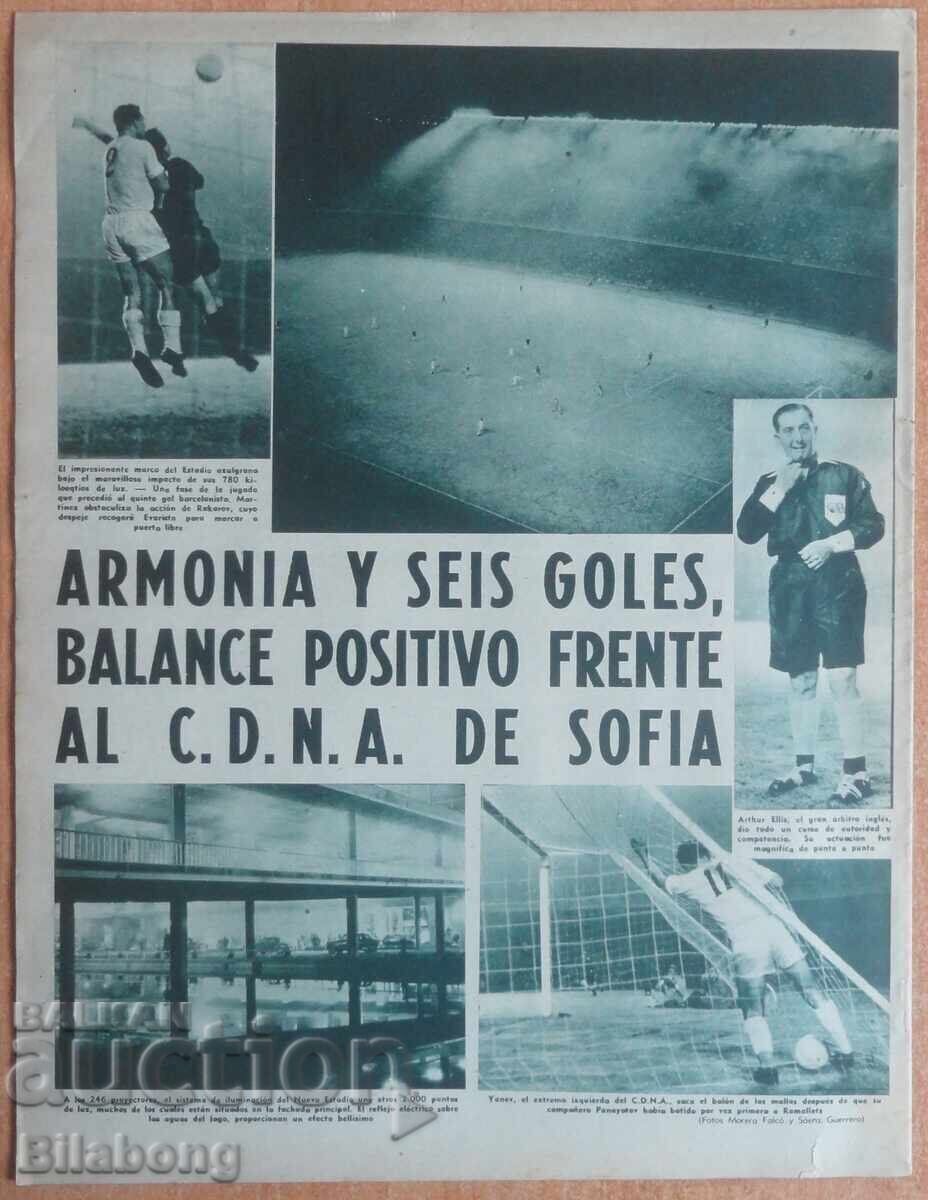 8
El impresionante marco del Estadio azulgrana
bajo el maravilloso impacto de sus 780 ki-
lowatios de luz. — Una fase de la jugada
que precedió al quinto gol barcelonista. Mar-
tínez obstaculiza la acción de Rakarov, cuyo
despeje recogerá Evaristo para marcar a
puerta libre
ARMONIA Y SEIS GOLES,
BALANCE POSITIVO FRENTE
AL C.D.N.A. DE SOFIA
Arthur Ellis, el gran árbitro inglés,
dio todo un curso de autoridad y
competencia. Su actuación fue
magnífica de punta a punta
11
A los 246 proyectores, el sistema de iluminación del Nuevo Estadio une otros 2.000 puntos
de luz, muchos de los cuales están situados en la fachada principal. El reflejo eléctrico sobre
las aguas del lago, proporcionan un efecto bellísimo
Yanev, el extremo izquierda del C.D.N.A., saca el balón de las mallas después de que su
compañero Panayotov había batido por vez primera a Ramallets
(Fotos Morera Falcó y Sáenz Guerrero)
BALKAN
auction
Bilabong